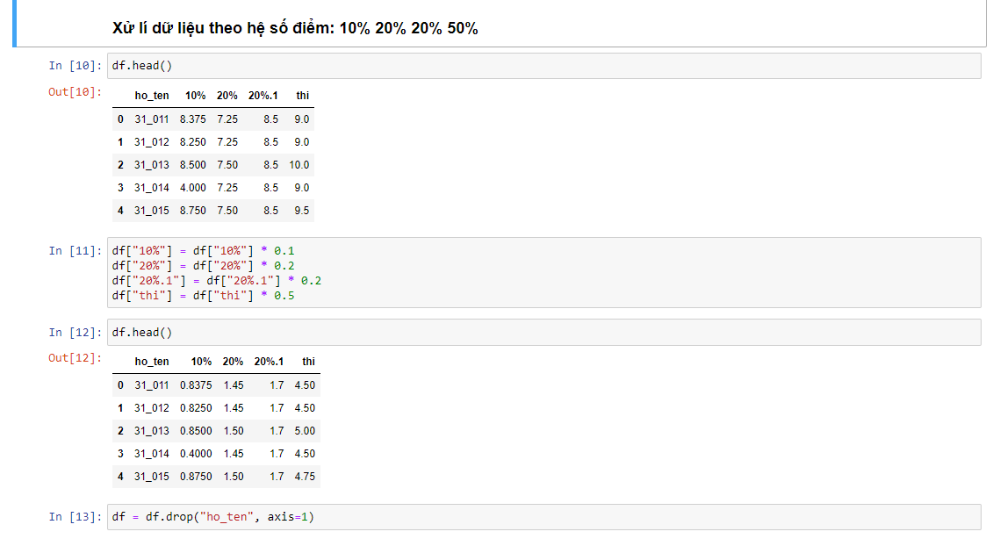 Xử lí dữ liệu theo hệ số điểm: 10% 20% 20% 50%
In [10]: df.head()
Out[10]:
ho_ten 10% 20% 20%.1 thi
0 31_011 8.375 7.25 8.5 9.0
1 31_012 8.250 7.25 8.5 9.0
2 31_013 8.500 7.50 8.5 10.0
3 31_014 4.000 7.25 8.5 9.0
4 31_015 8.750 7.50 8.5 9.5
In [11]: df["10%"] = df["10%"] * 0.1
df["20%"] = df["20%"] * 0.2
df["20%.1"] = df["20%.1"] * 0.2
df["thi"] = df["thi"] * 0.5
In [12]: df.head()
Out[12]:
ho_ten 10% 20% 20%.1 thi
0 31_011 0.8375 1.45 1.7 4.50
1 31_012 0.8250 1.45 1.7 4.50
2 31_013 0.8500 1.50 1.7 5.00
3 31_014 0.4000 1.45 1.7 4.50
4 31_015 0.8750 1.50 1.7 4.75
In [13]: df = df.drop("ho_ten", axis=1)